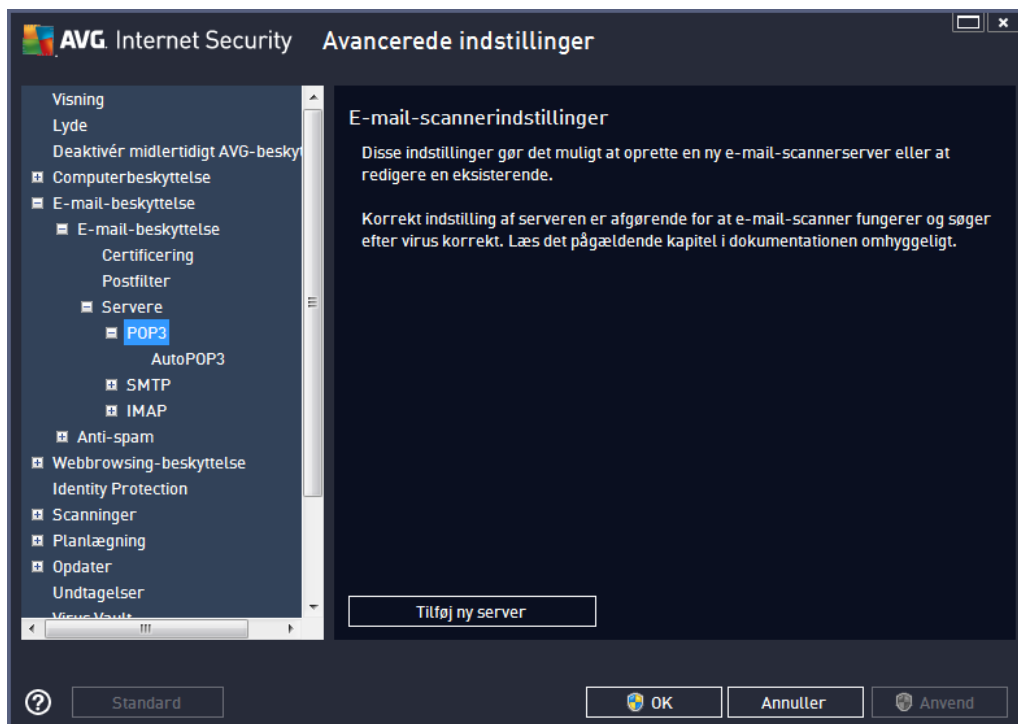 AVG. Internet Security Avancerede indstillinger
Visning
Lyde
Deaktivér midlertidigt AVG-besky
Computerbeskyttelse
E-mail-beskyttelse
E-mail-beskyttelse
Certificering
Postfilter
Servere
POP3
AutoPOP3
SMTP
IMAP
Anti-spam
Webbrowsing-beskyttelse
Identity Protection
Scanninger
Planlægning
Opdater
Undtagelser
Virus Vault
E-mail-scannerindstillinger
Disse indstillinger gør det muligt at oprette en ny e-mail-scannerserver eller at
redigere en eksisterende.
Korrekt indstilling af serveren er afgørende for at e-mail-scanner fungerer og søger
efter virus korrekt. Læs det pågældende kapitel i dokumentationen omhyggeligt.
Tilføj ny server
Standard
OK
Annuller
Anvend